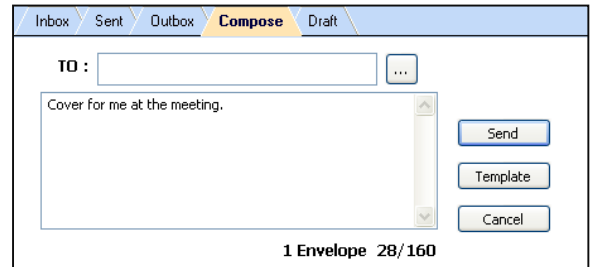 Inbox Sent Outbox Compose Draft
TO : ...
Cover for me at the meeting.
Send
Template
Cancel
1 Envelope 28/160